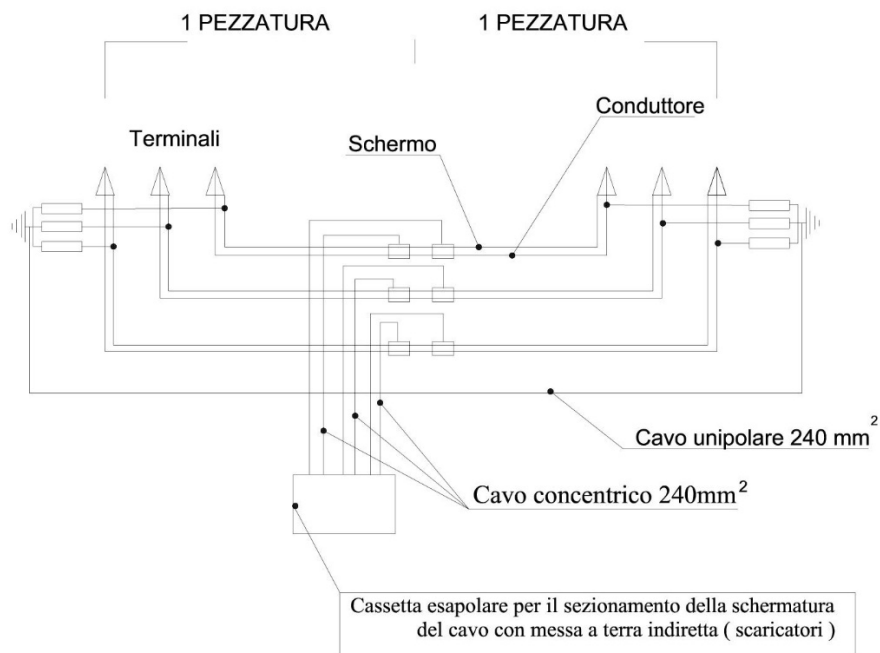 1 PEZZATURA
1 PEZZATURA
Conduttore
Terminali
Schermo
Cavo unipolare 240 mm²
Cavo concentrico 240mm²
Cassetta esapolare per il sezionamento della schermatura
del cavo con messa a terra indiretta ( scaricatori )